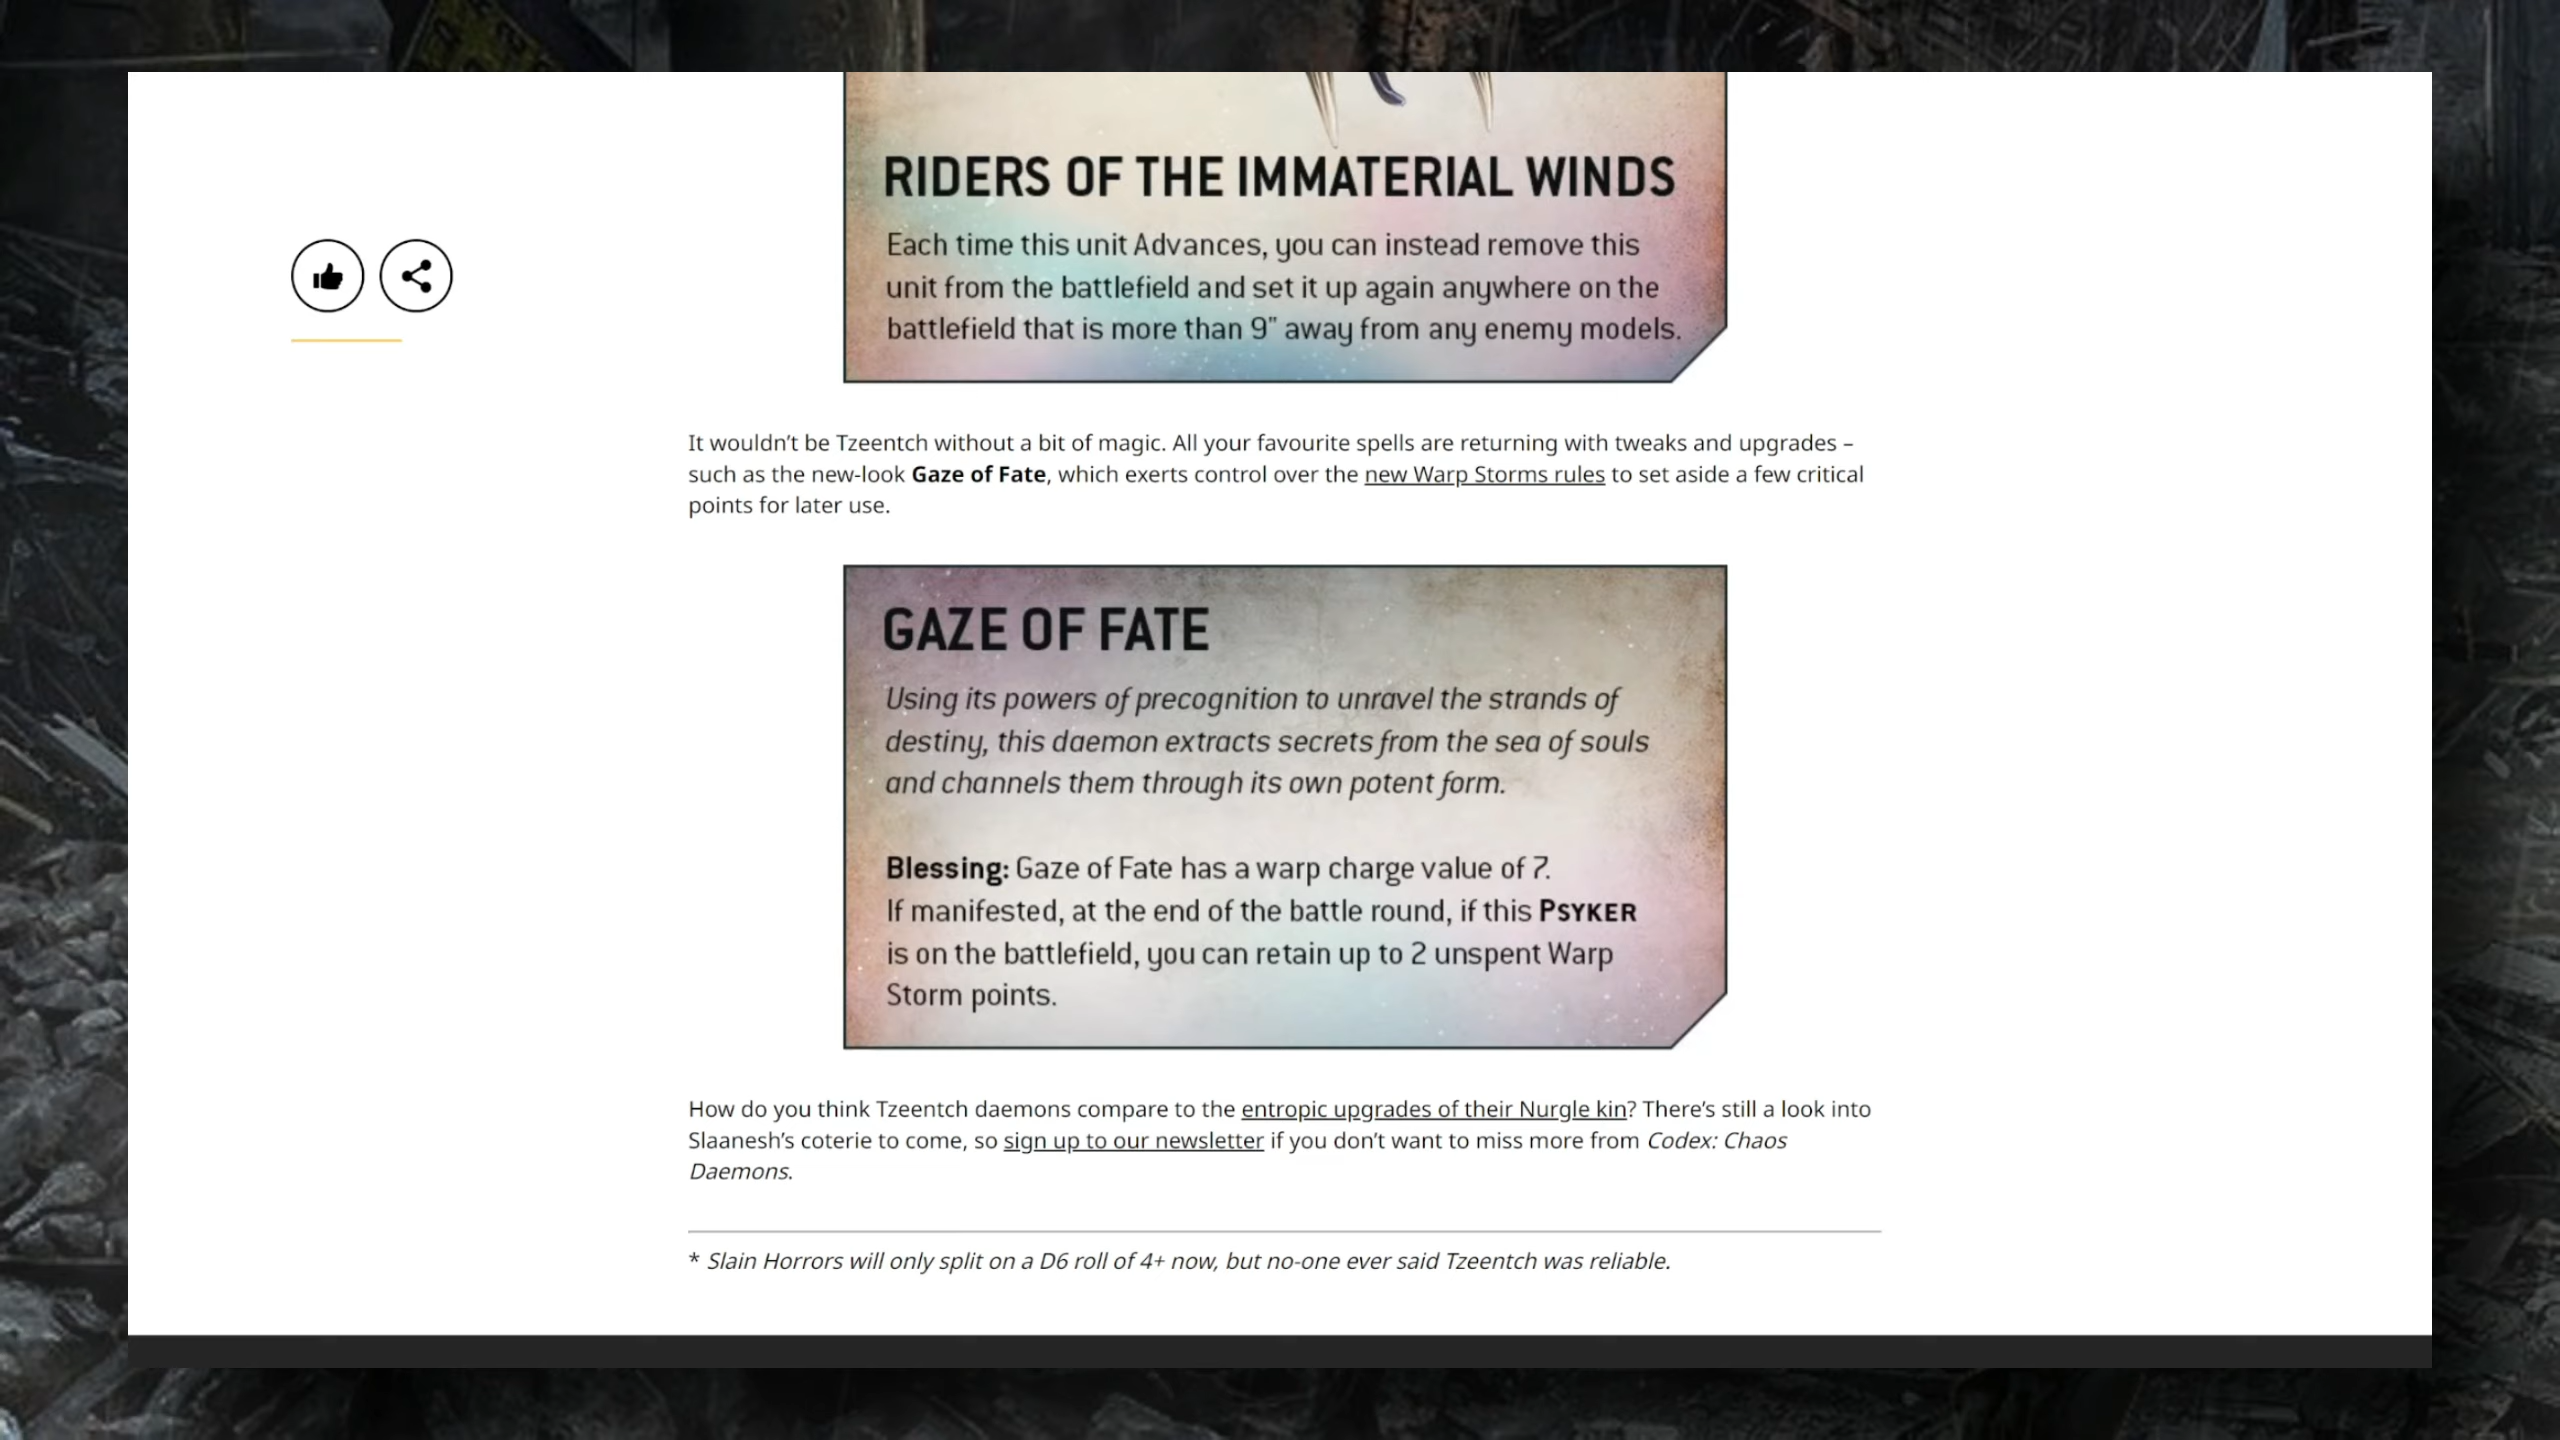 RIDERS OF THE IMMATERIAL WINDS
Each time this unit Advances, you can instead remove this
unit from the battlefield and set it up again anywhere on the
battlefield that is more than 9" away from any enemy models.
It wouldn't be Tzeentch without a bit of magic. All your favourite spells are returning with tweaks and upgrades –
such as the new-look Gaze of Fate, which exerts control over the new Warp Storms rules to set aside a few critical
points for later use.
GAZE OF FATE
Using its powers of precognition to unravel the strands of
destiny, this daemon extracts secrets from the sea of souls
and channels them through its own potent form.
Blessing: Gaze of Fate has a warp charge value of 7.
If manifested, at the end of the battle round, if this PSYKER
is on the battlefield, you can retain up to 2 unspent Warp
Storm points.
How do you think Tzeentch daemons compare to the entropic upgrades of their Nurgle kin? There's still a look into
Slaanesh's coterie to come, so sign up to our newsletter if you don't want to miss more from Codex: Chaos
Daemons.
* Slain Horrors will only split on a D6 roll of 4+ now, but no-one ever said Tzeentch was reliable.